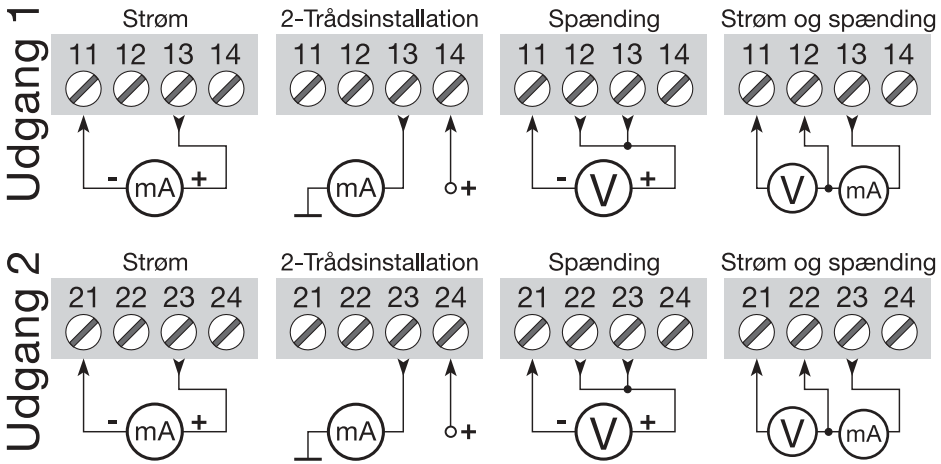 Udgang 1
Strøm
2-Trådsinstallation
Spænding
Strøm og spænding
11 12 13 14
11 12 13 14
11 12 13 14
11 12 13 14
- mA +
mA +
- V +
V mA
Udgang 2
Strøm
2-Trådsinstallation
Spænding
Strøm og spænding
21 22 23 24
21 22 23 24
21 22 23 24
21 22 23 24
- mA +
mA +
- V +
V mA